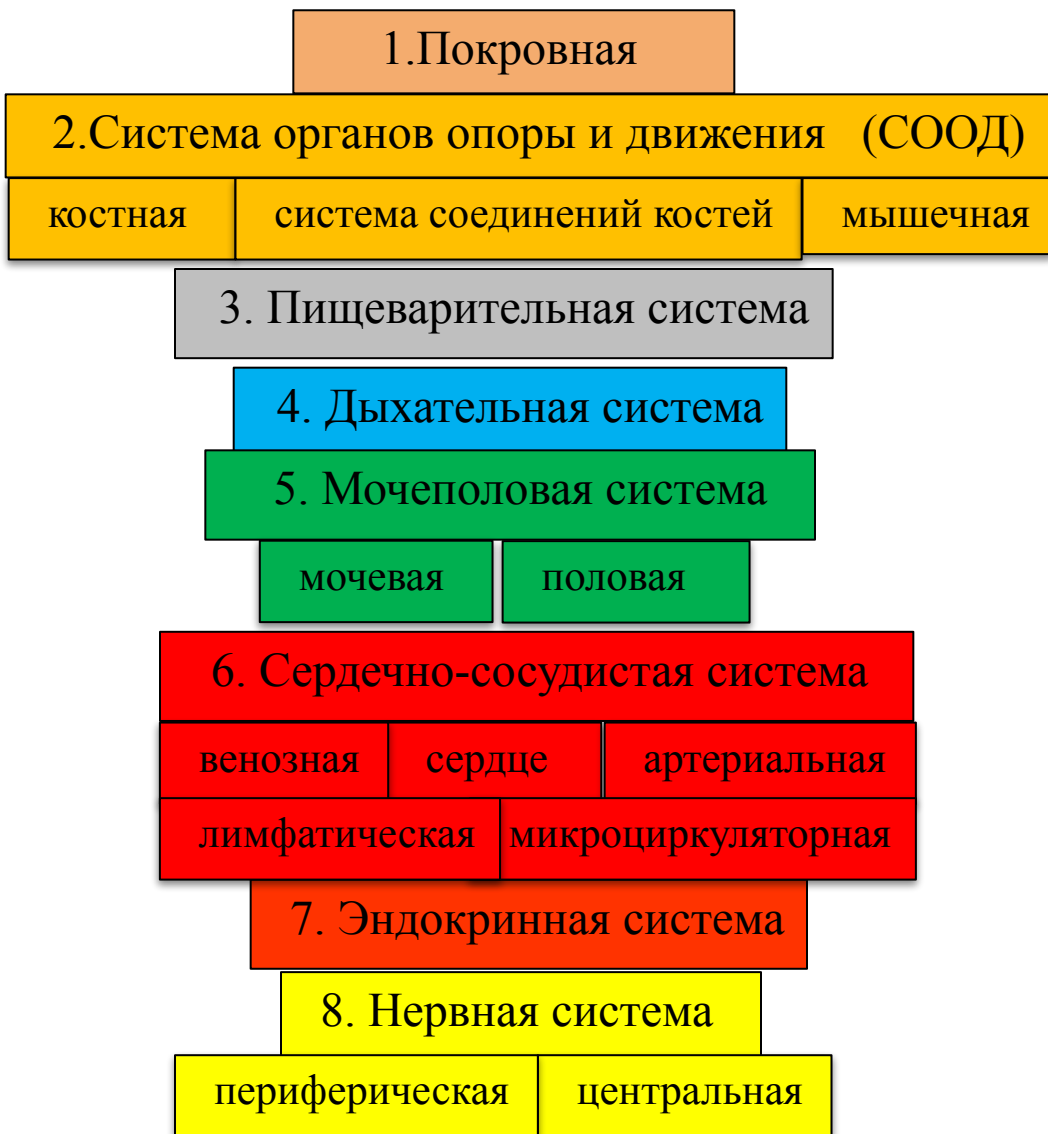 1.Покровная
2.Система органов опоры и движения (СООД)
костная система соединений костей мышечная
3. Пищеварительная система
4. Дыхательная система
5. Мочеполовая система
мочевая половая
6. Сердечно-сосудистая система
венозная сердце артериальная
лимфатическая микроциркуляторная
7. Эндокринная система
8. Нервная система
периферическая центральная